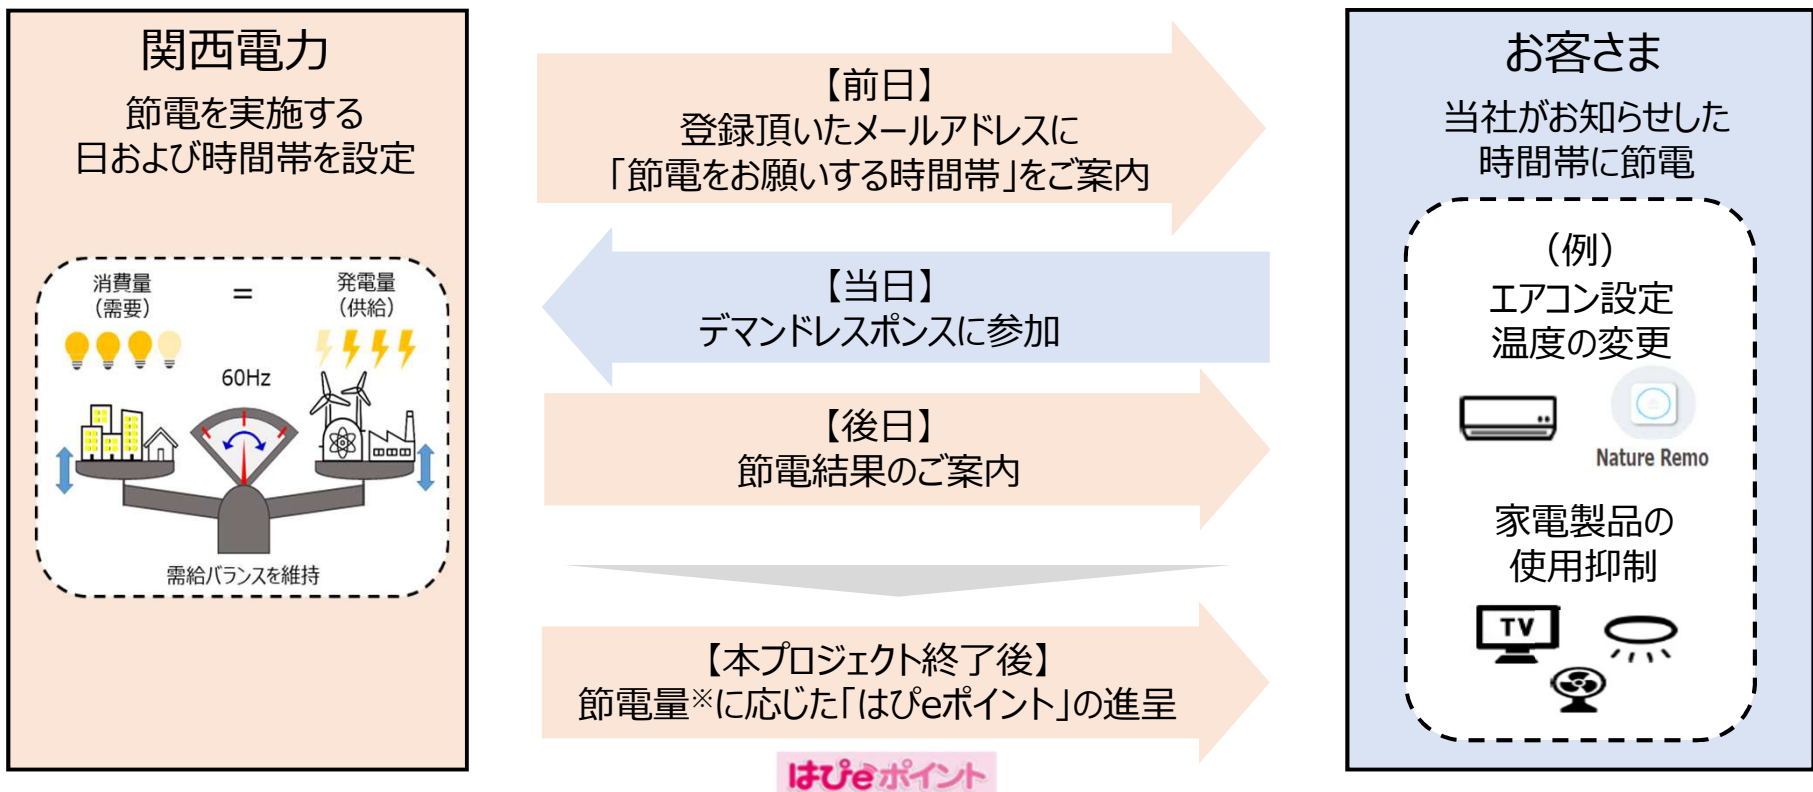 関西電力
節電を実施する
日および時間帯を設定
消費量
（需要）
=
発電量
（供給）
60Hz
需給バランスを維持
【前日】
登録頂いたメールアドレスに
「節電をお願いする時間帯」をご案内
【当日】
デマンドレスポンスに参加
【後日】
節電結果のご案内
【本プロジェクト終了後】
節電量※に応じた「はぴeポイント」の進呈
はぴeポイント
お客さま
当社がお知らせした
時間帯に節電
（例）
エアコン設定
温度の変更
Nature Remo
家電製品の
使用抑制
TV